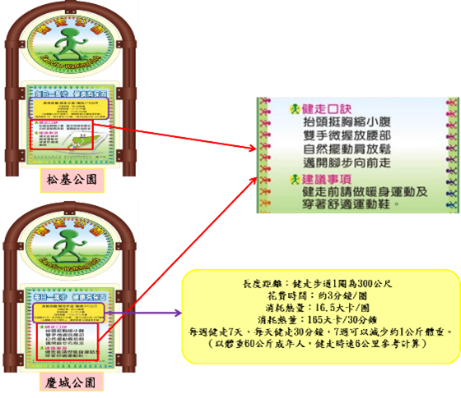 松基公園
健走口訣
抬頭挺胸縮小腹
雙手微握放腰部
自然擺動肩放鬆
邁開腳步向前走
建議事項
健走前請做暖身運動及
穿著舒適運動鞋。
長度距離：健走步道1圈為300公尺
花費時間：約3分鐘/圈
消耗熱量：16.5大卡/圈
消耗熱量：165大卡/30分鐘
每週健走7天、每天健走30分鐘，7週可以減少約1公斤體重。
(以體重60公斤成年人，健走時速6公里參考計算)
慶城公園